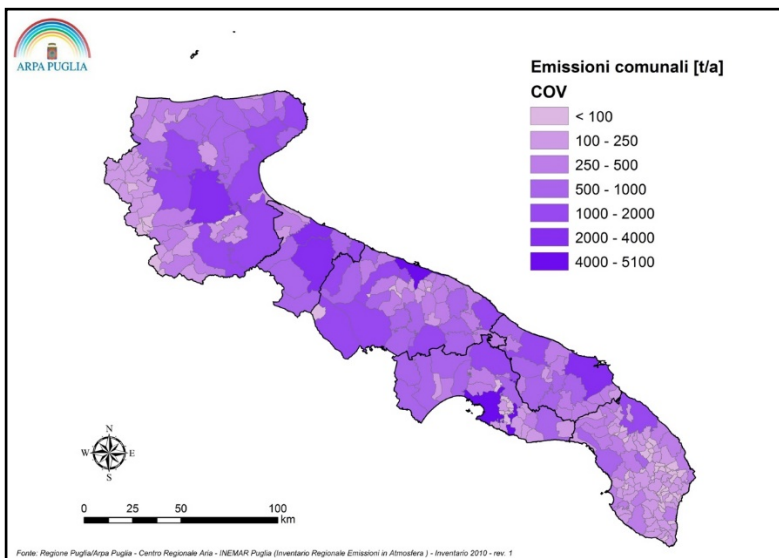 ARPA PUGLIA
Emissioni comunali [t/a]
COV
< 100
100 - 250
250 - 500
500 - 1000
1000 - 2000
2000 - 4000
4000 - 5100
N
W
E
S
0 25 50 100
km
Fonte: Regione Puglia/Arpa Puglia - Centro Regionale Aria - INEMAR Puglia (Inventario Regionale Emissioni in Atmosfera ) - Inventario 2010 - rev. 1